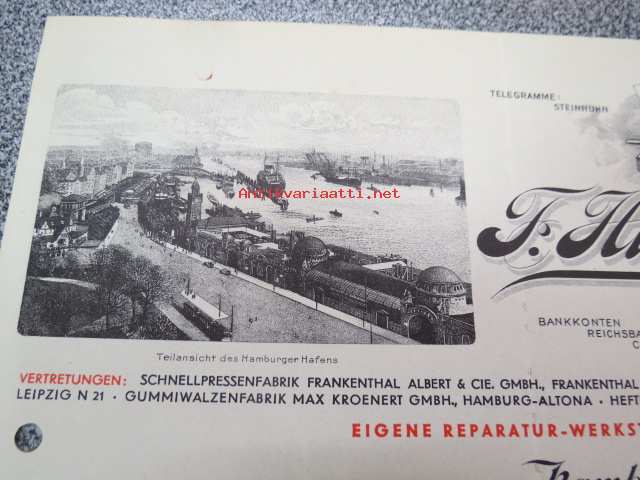 TELEGRAMME:
STEINRUHR
Antikvariaatti.net
F.
BANKKONTEN
REICHSBA
C
Teilansicht des Hamburger Hafens
VERTRETUNGEN: SCHNELLPRESSENFABRIK FRANKENTHAL ALBERT & CIE. GMBH., FRANKENTHAL
LEIPZIG N 21 · GUMMIWALZENFABRIK MAX KROENERT GMBH., HAMBURG-ALTONA · HEFT
EIGENE REPARATUR-WERKST